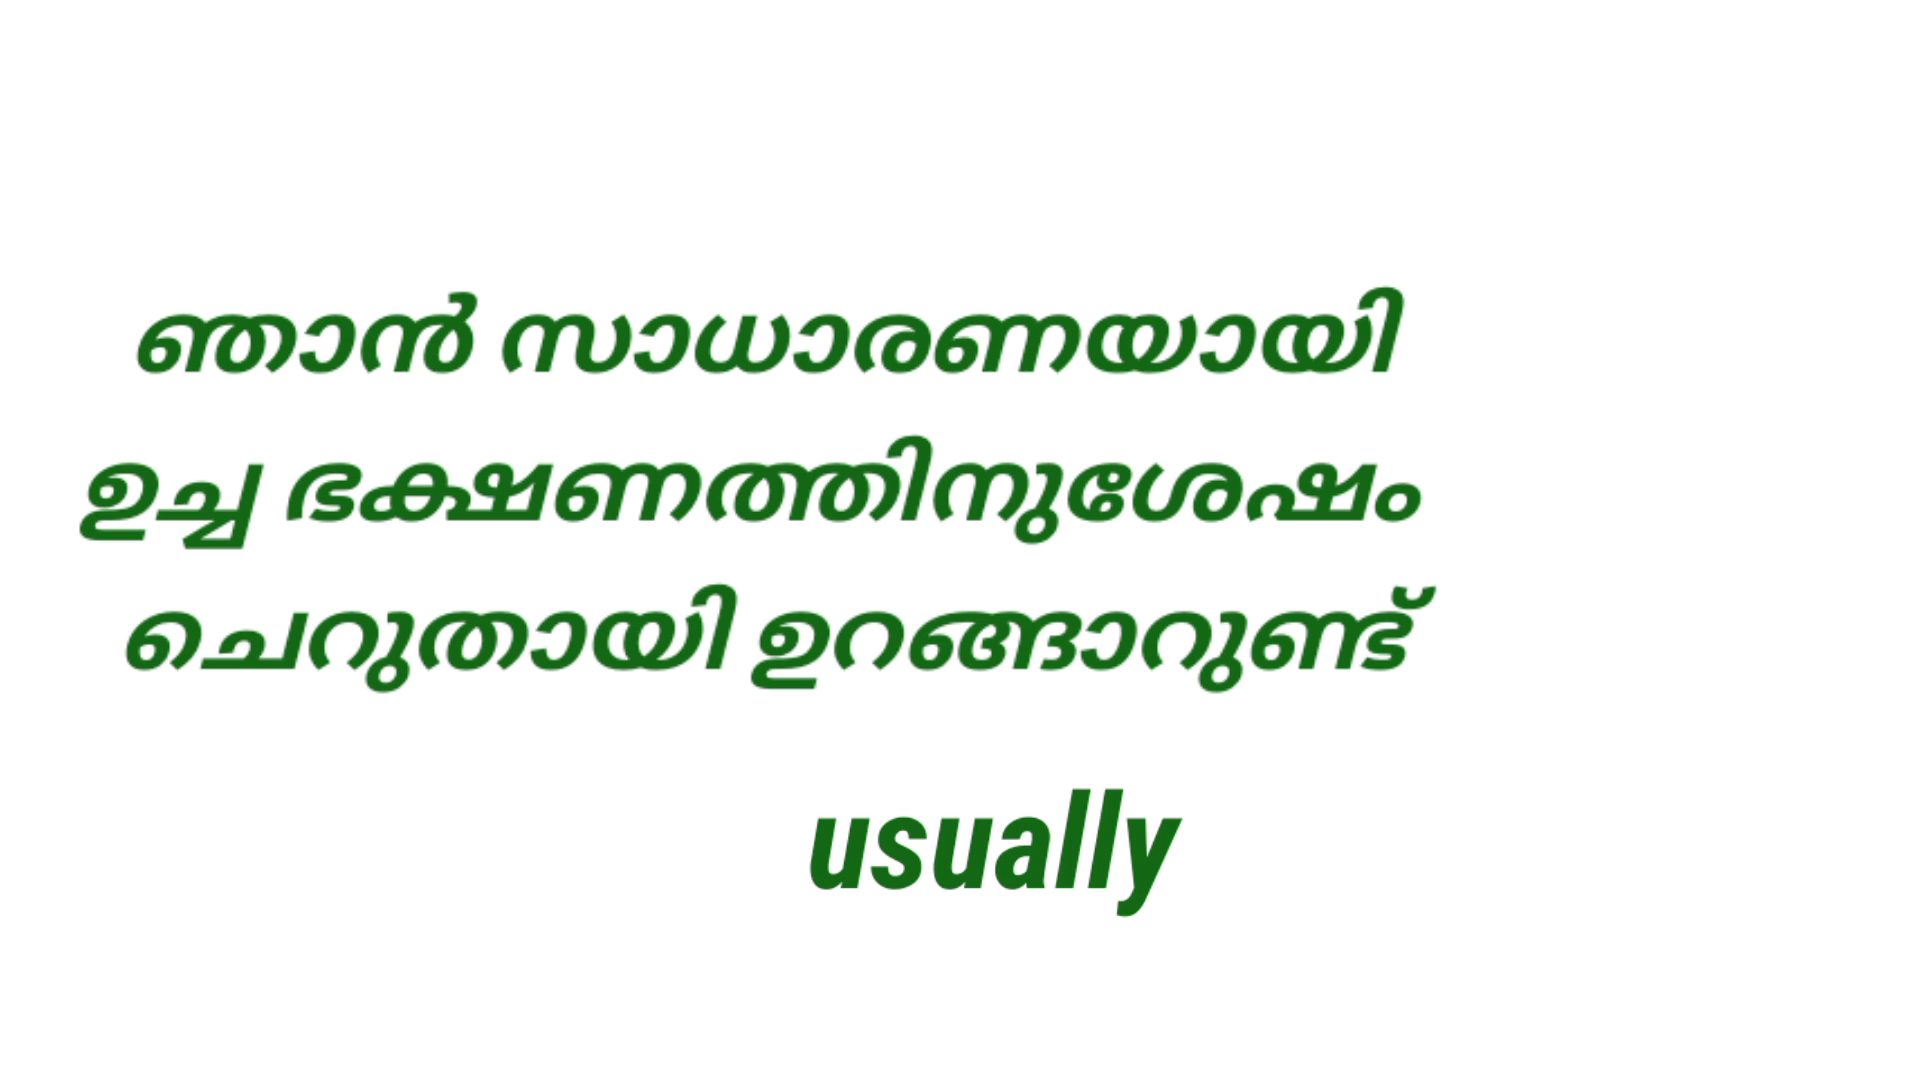 ഞാൻ സാധാരണയായി
ഉച്ച ഭക്ഷണത്തിനുശേഷം
ചെറുതായി ഉറങ്ങാറുണ്ട്
usually